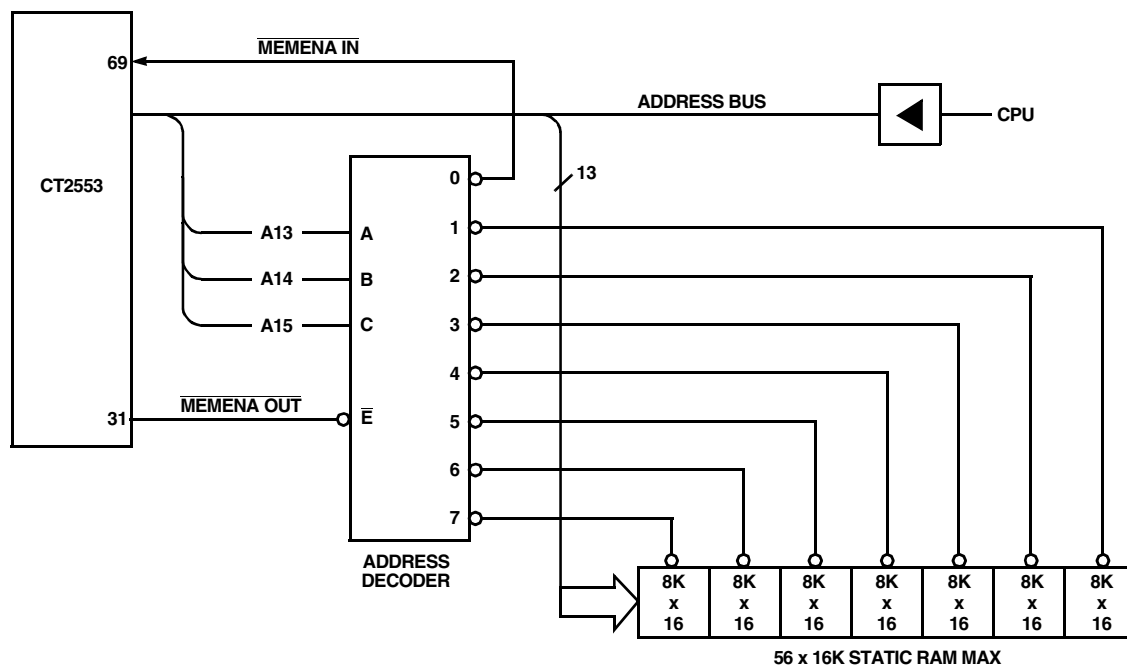 MEMENA IN
69
ADDRESS BUS
CPU
CT2553
0
13
1
A13
A
2
A14
B
3
A15
C
4
31
MEMENA OUT
E
5
6
7
ADDRESS
DECODER
8K
x
16
8K
x
16
8K
x
16
8K
x
16
8K
x
16
8K
x
16
8K
x
16
56 x 16K STATIC RAM MAX